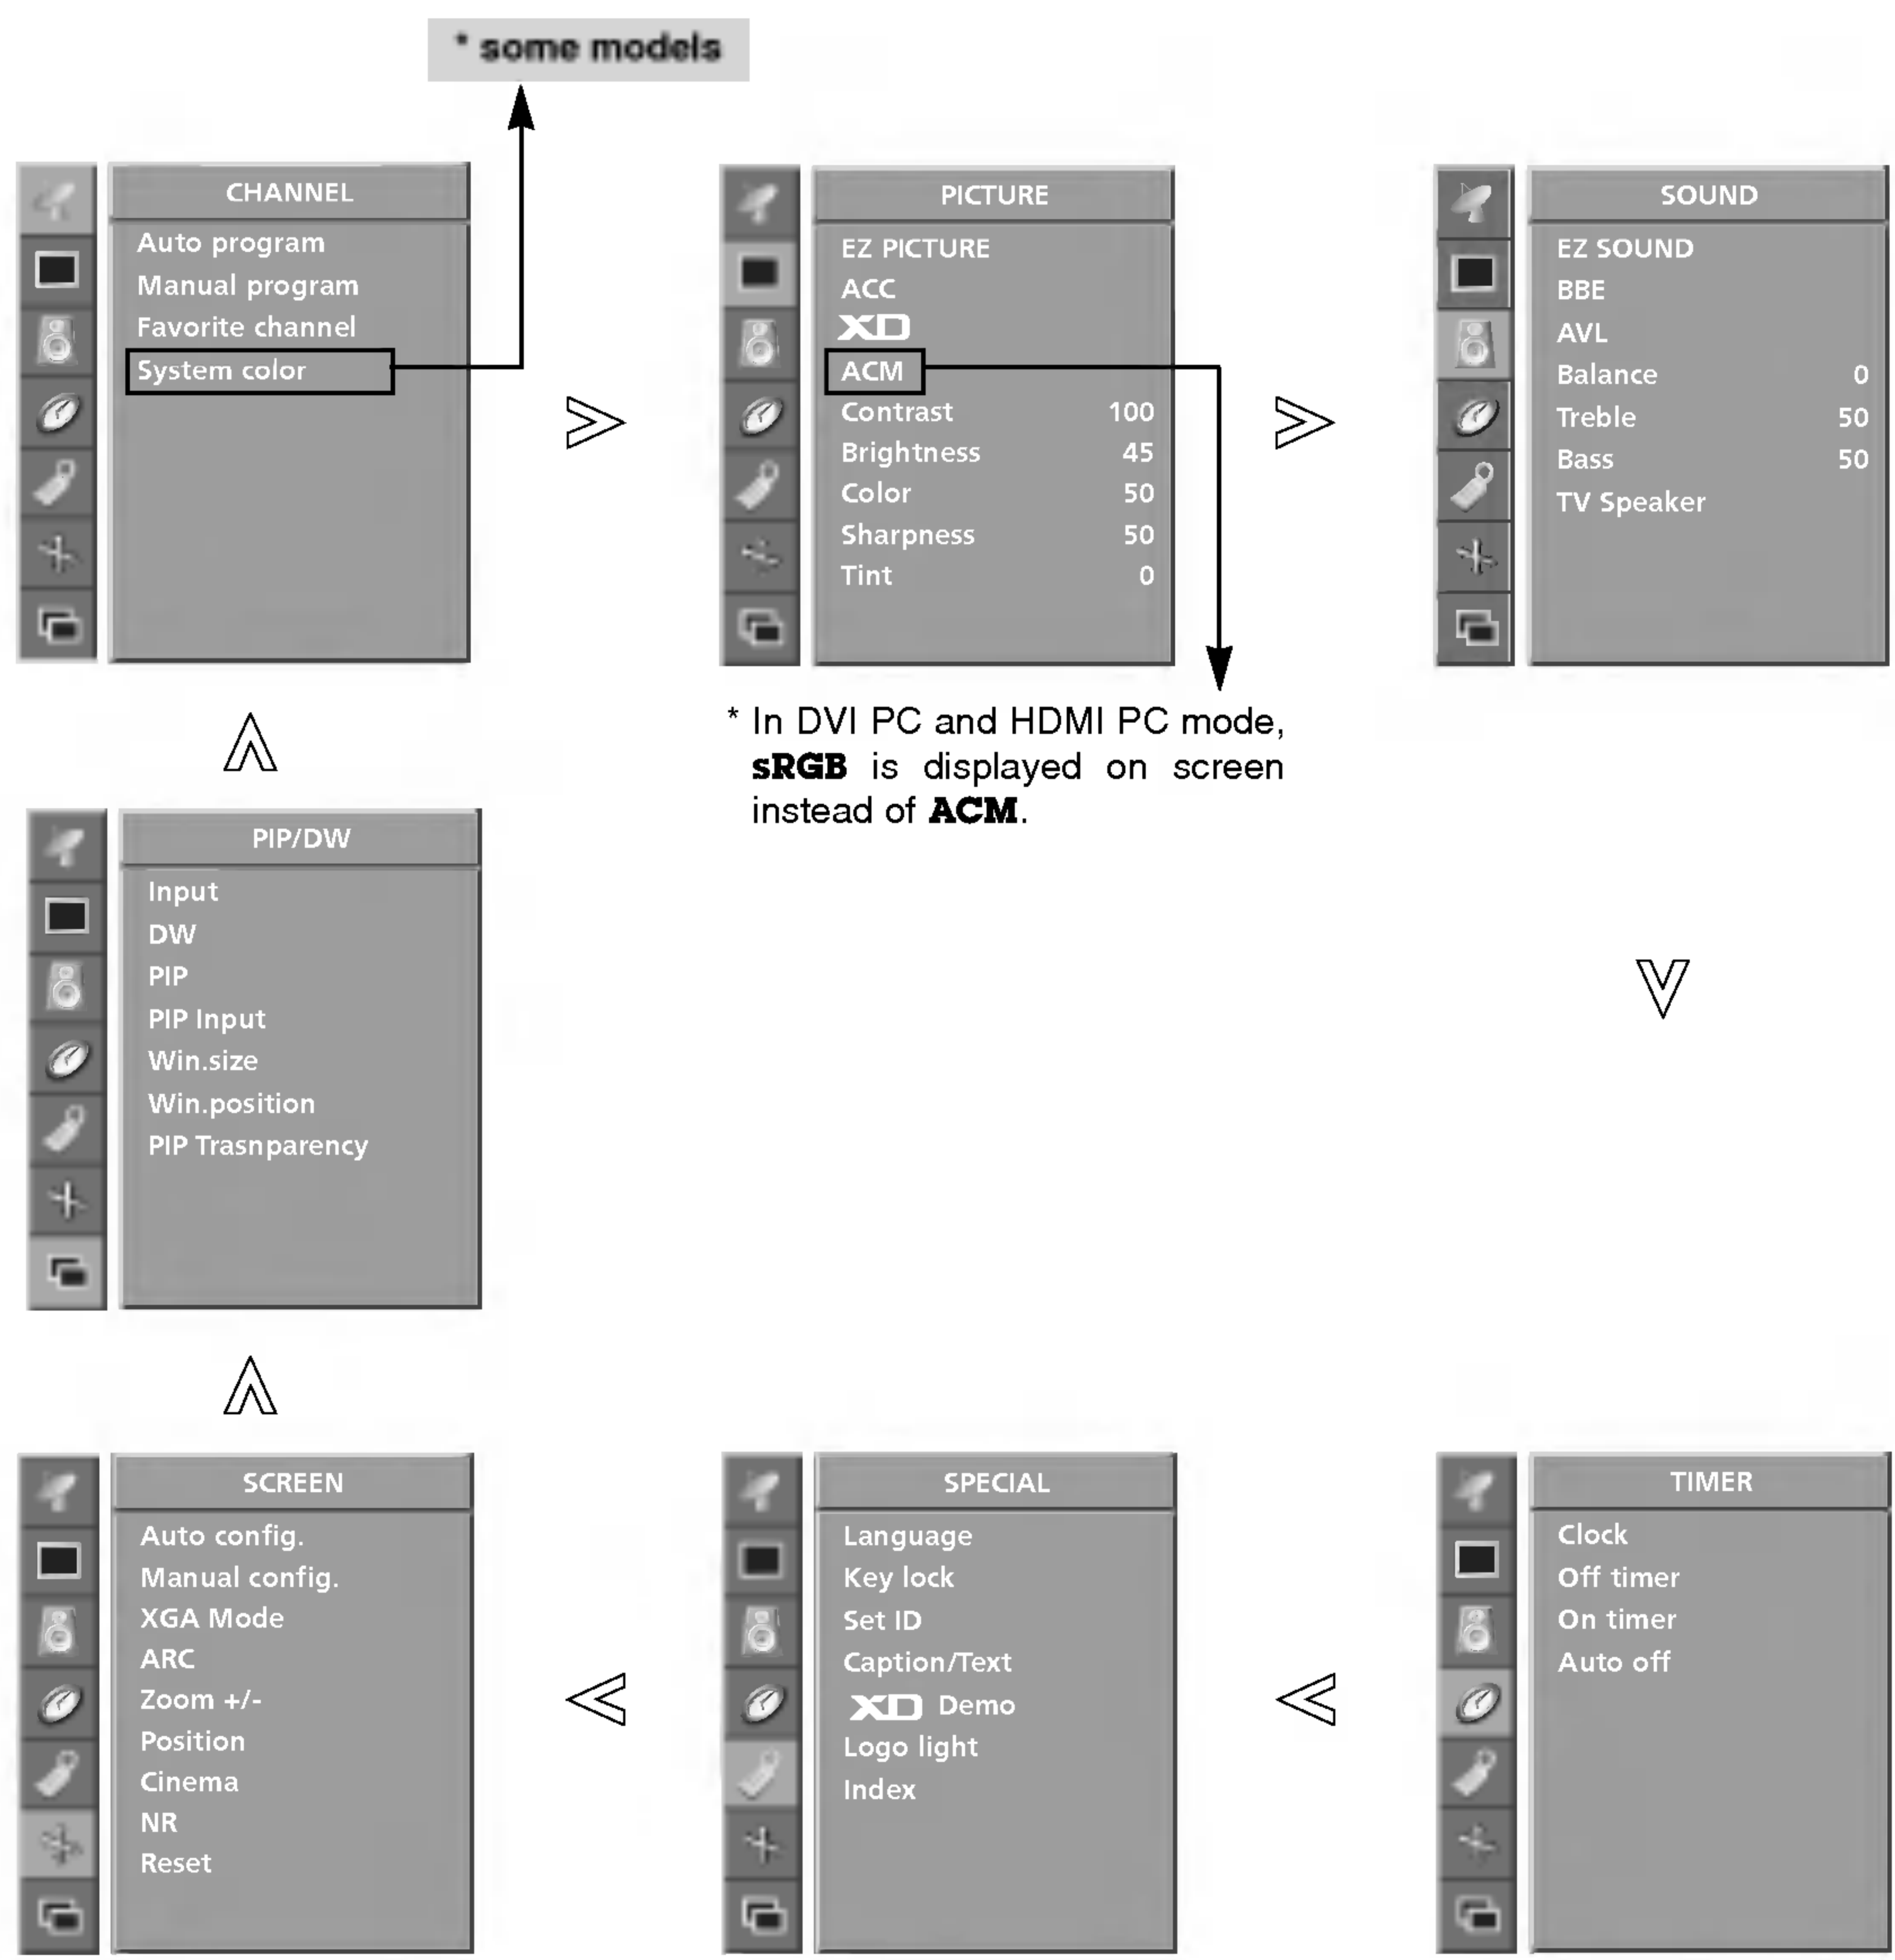 * some models
CHANNEL
Auto program
Manual program
Favorite channel
System color
PICTURE
EZ PICTURE
ACC
XD
ACM
Contrast 100
Brightness 45
Color 50
Sharpness 50
Tint 0
* In DVI PC and HDMI PC mode,
sRGB is displayed on screen
instead of ACM.
SOUND
EZ SOUND
BBE
AVL
Balance 0
Treble 50
Bass 50
TV Speaker
PIP/DW
Input
DW
PIP
PIP Input
Win.size
Win.position
PIP Trasnparency
SCREEN
Auto config.
Manual config.
XGA Mode
ARC
Zoom +/-
Position
Cinema
NR
Reset
SPECIAL
Language
Key lock
Set ID
Caption/Text
XD Demo
Logo light
Index
TIMER
Clock
Off timer
On timer
Auto off